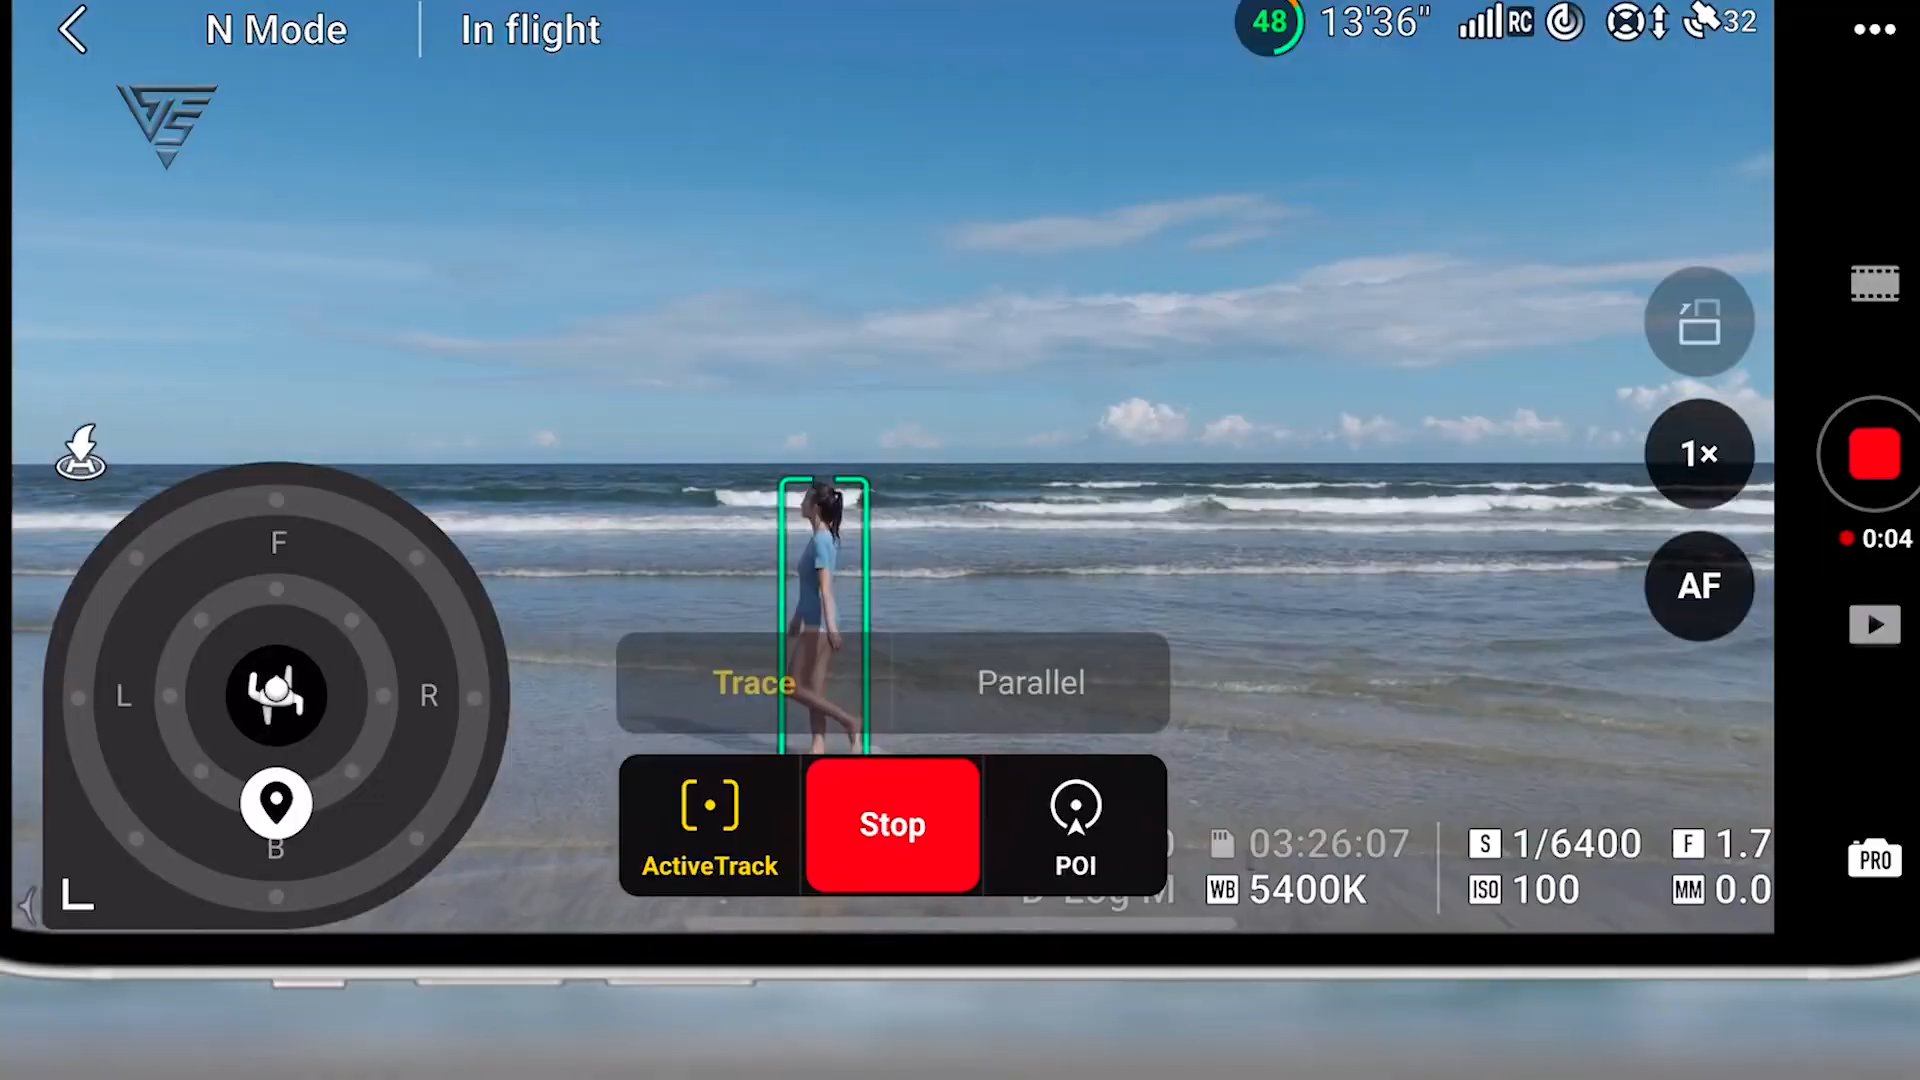 N Mode
In flight
48
13'36"
RC
32
1×
0:04
AF
F
L
R
B
Trace
Parallel
ActiveTrack
Stop
POI
03:26:07
S 1/6400
F 1.7
WB 5400K
ISO 100
MM 0.0
PRO